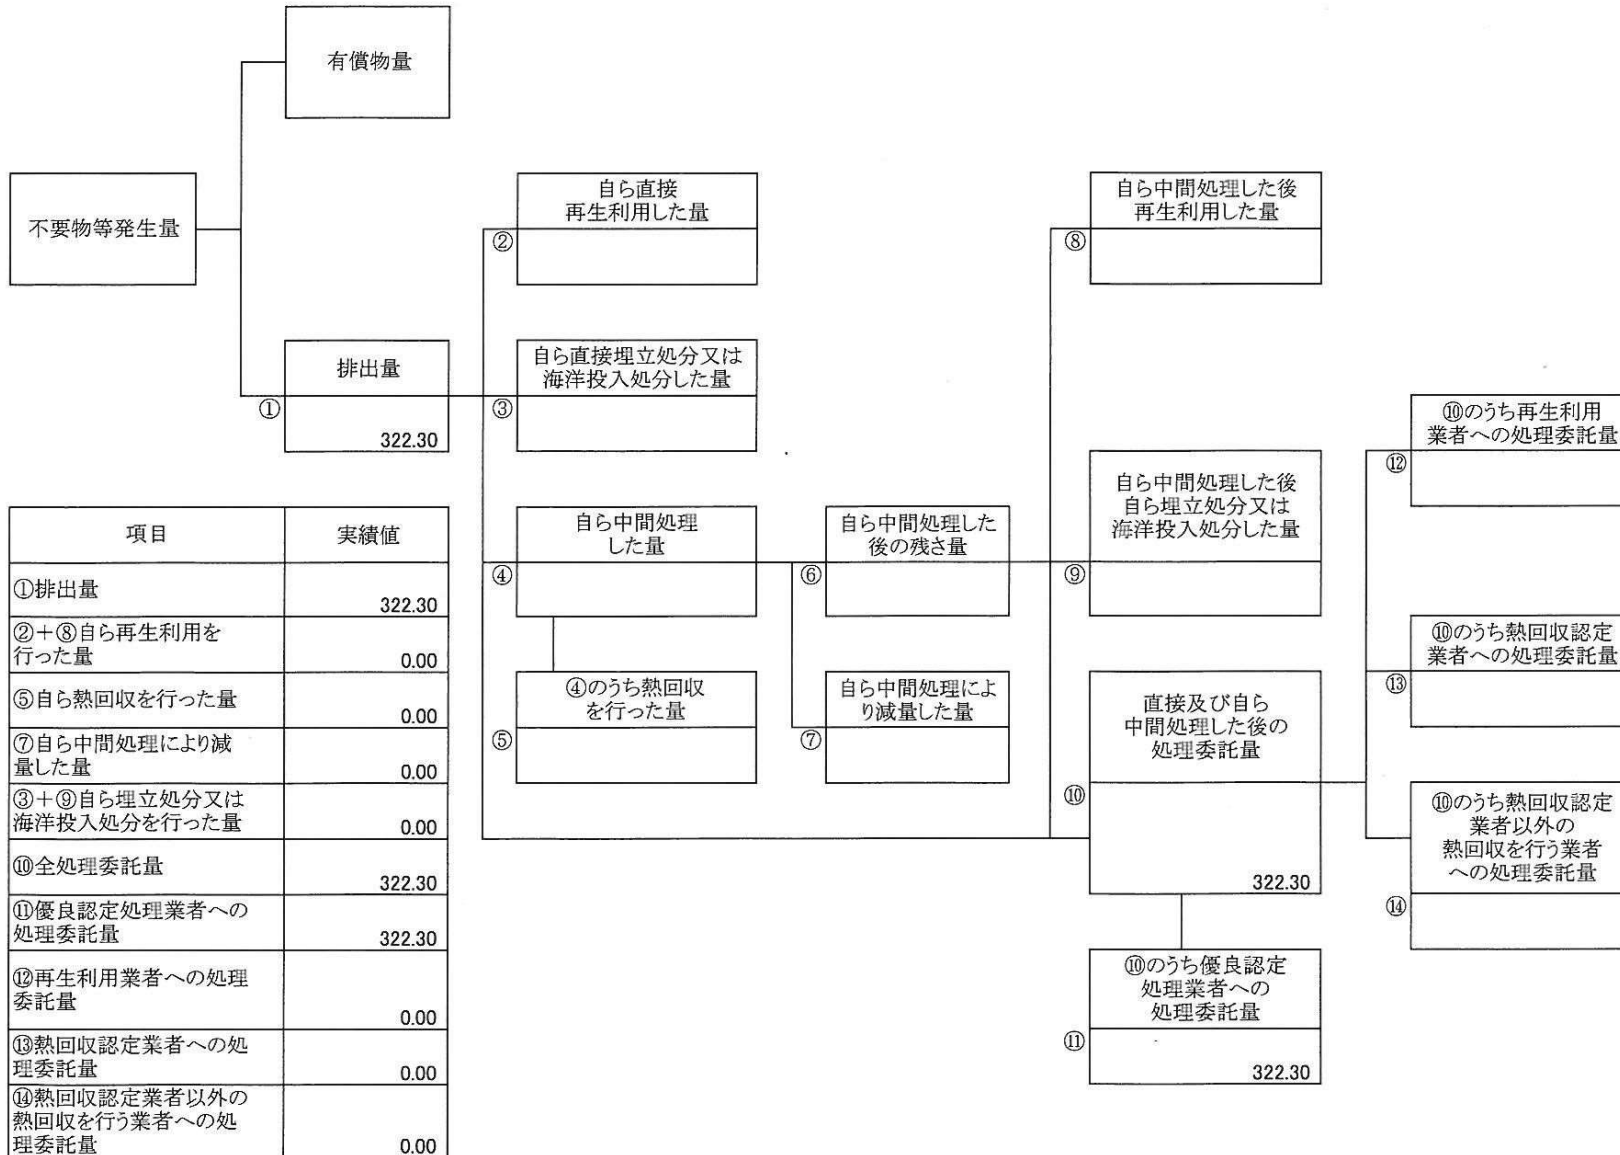 有償物量
不要物等発生量
排出量
①
322.30
自ら直接
再生利用した量
②
自ら直接埋立処分又は
海洋投入処分した量
③
自ら中間処理
した量
④
④のうち熱回収
を行った量
⑤
自ら中間処理した
後の残さ量
⑥
自ら中間処理によ
り減量した量
⑦
自ら中間処理した後
再生利用した量
⑧
自ら中間処理した後
自ら埋立処分又は
海洋投入処分した量
⑨
直接及び自ら
中間処理した後の
処理委託量
⑩
322.30
⑩のうち優良認定
処理業者への
処理委託量
⑪
322.30
⑩のうち再生利用
業者への処理委託量
⑫
⑩のうち熱回収認定
業者への処理委託量
⑬
⑩のうち熱回収認定
業者以外の
熱回収を行う業者
への処理委託量
⑭
項目 実績値
①排出量
322.30
②+⑧自ら再生利用を
行った量 0.00
⑤自ら熱回収を行った量
0.00
⑦自ら中間処理により減
量した量 0.00
③+⑨自ら埋立処分又は
海洋投入処分を行った量 0.00
⑩全処理委託量
322.30
⑪優良認定処理業者への
処理委託量 322.30
⑫再生利用業者への処理
委託量
0.00
⑬熱回収認定業者への処
理委託量 0.00
⑭熱回収認定業者以外の
熱回収を行う業者への処
理委託量 0.00